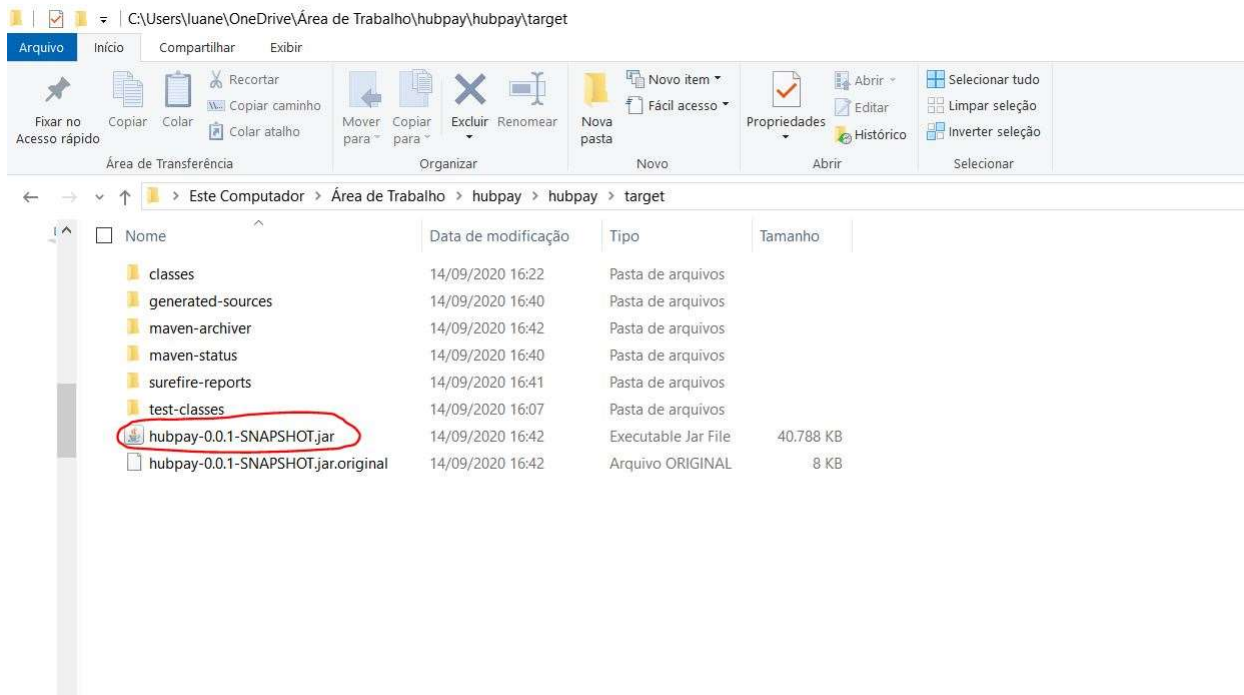 C:\Users\luane\OneDrive\Área de Trabalho\hubpay\hubpay\target
Arquivo Início Compartilhar Exibir
Fixar no Acesso rápido
Copiar
Colar
Recortar
Copiar caminho
Colar atalho
Área de Transferência
Mover para
Copiar para
Excluir
Renomear
Organizar
Nova pasta
Novo item
Fácil acesso
Novo
Propriedades
Abrir
Editar
Histórico
Abrir
Selecionar tudo
Limpar seleção
Inverter seleção
Selecionar
Este Computador > Área de Trabalho > hubpay > hubpay > target
Nome Data de modificação Tipo Tamanho
classes 14/09/2020 16:22 Pasta de arquivos
generated-sources 14/09/2020 16:40 Pasta de arquivos
maven-archiver 14/09/2020 16:42 Pasta de arquivos
maven-status 14/09/2020 16:40 Pasta de arquivos
surefire-reports 14/09/2020 16:41 Pasta de arquivos
test-classes 14/09/2020 16:07 Pasta de arquivos
hubpay-0.0.1-SNAPSHOT.jar 14/09/2020 16:42 Executable Jar File 40.788 KB
hubpay-0.0.1-SNAPSHOT.jar.original 14/09/2020 16:42 Arquivo ORIGINAL 8 KB